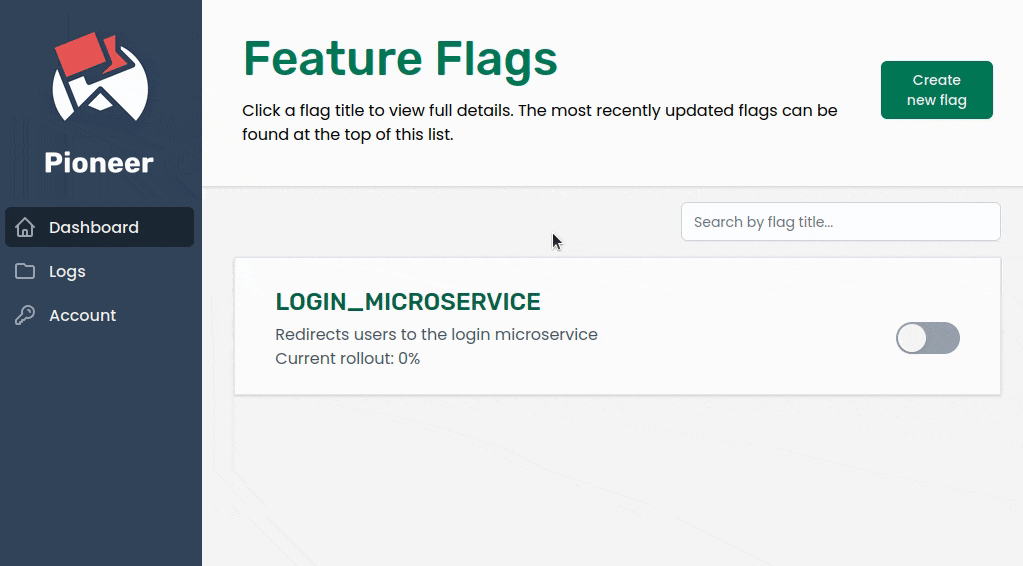 Pioneer
Dashboard
Logs
Account
Feature Flags
Click a flag title to view full details. The most recently updated flags can be
found at the top of this list.
Create
new flag
Search by flag title...
LOGIN_MICROSERVICE
Redirects users to the login microservice
Current rollout: 0%